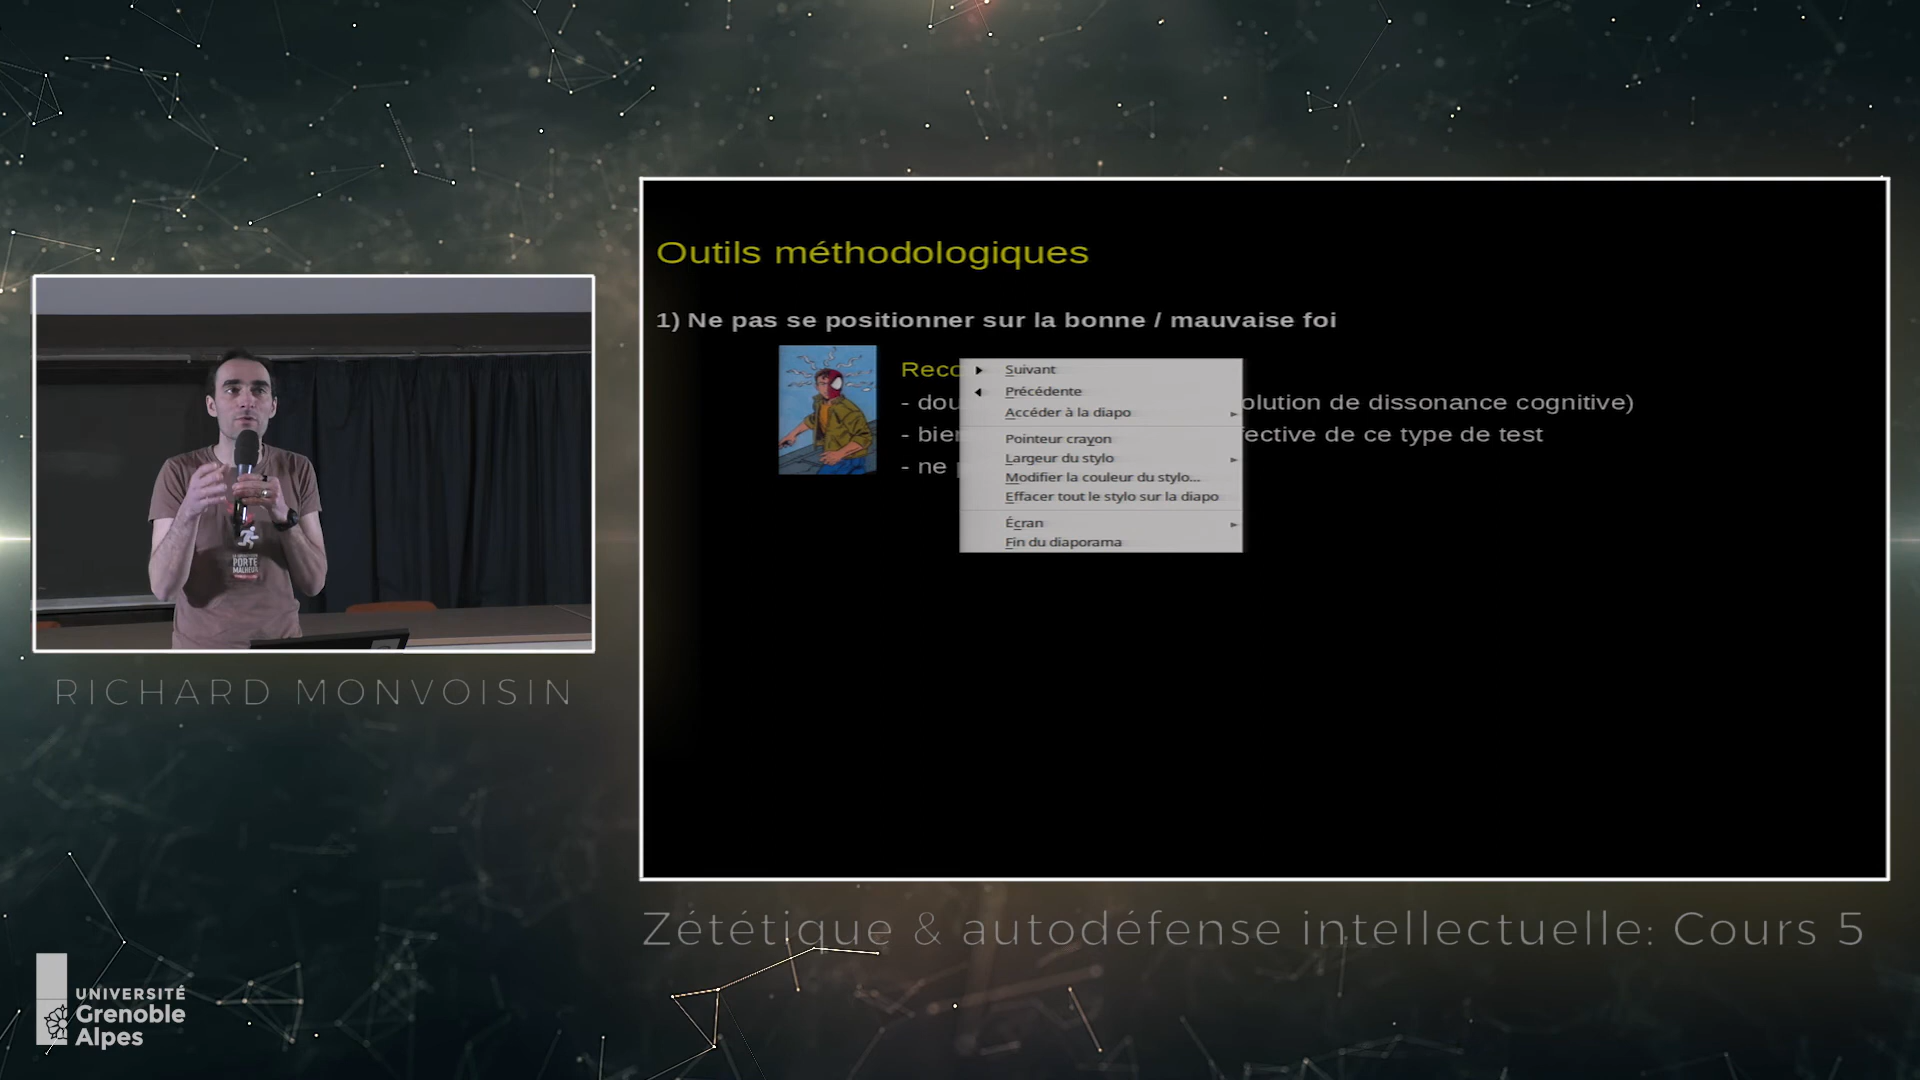 Outils méthodologiques
1) Ne pas se positionner sur la bonne / mauvaise foi
- dou
olution de dissonance cognitive)
- bien
fective de ce type de test
- ne
Suivant
Précédente
Accéder à la diapo
Pointeur crayon
Largeur du stylo
Modifier la couleur du stylo...
Effacer tout le stylo sur la diapo
Écran
Fin du diaporama
PORTE
MALHEUR
RICHARD MONVOISIN
Zététique & autodéfense intellectuelle: Cours 5
UNIVERSITÉ
Grenoble
Alpes